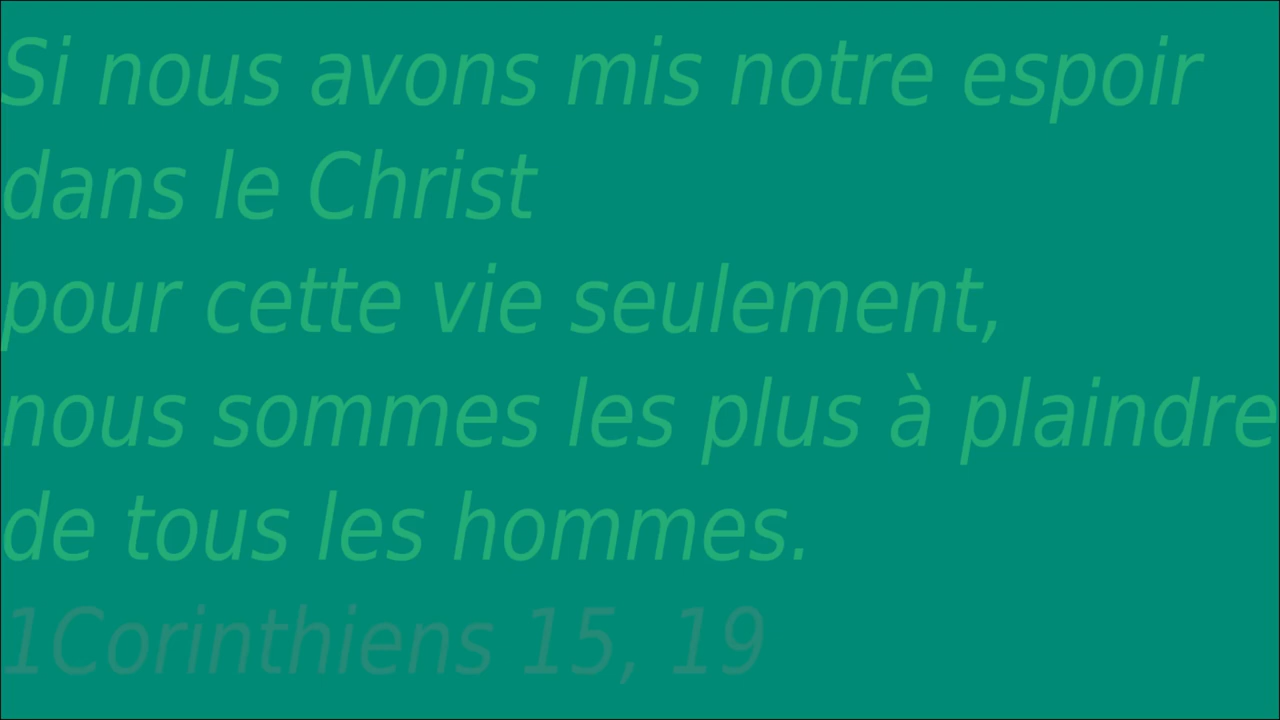 Si nous avons mis notre espoir
dans le Christ
pour cette vie seulement,
nous sommes les plus à plaindre
de tous les hommes.
1Corinthiens 15, 19